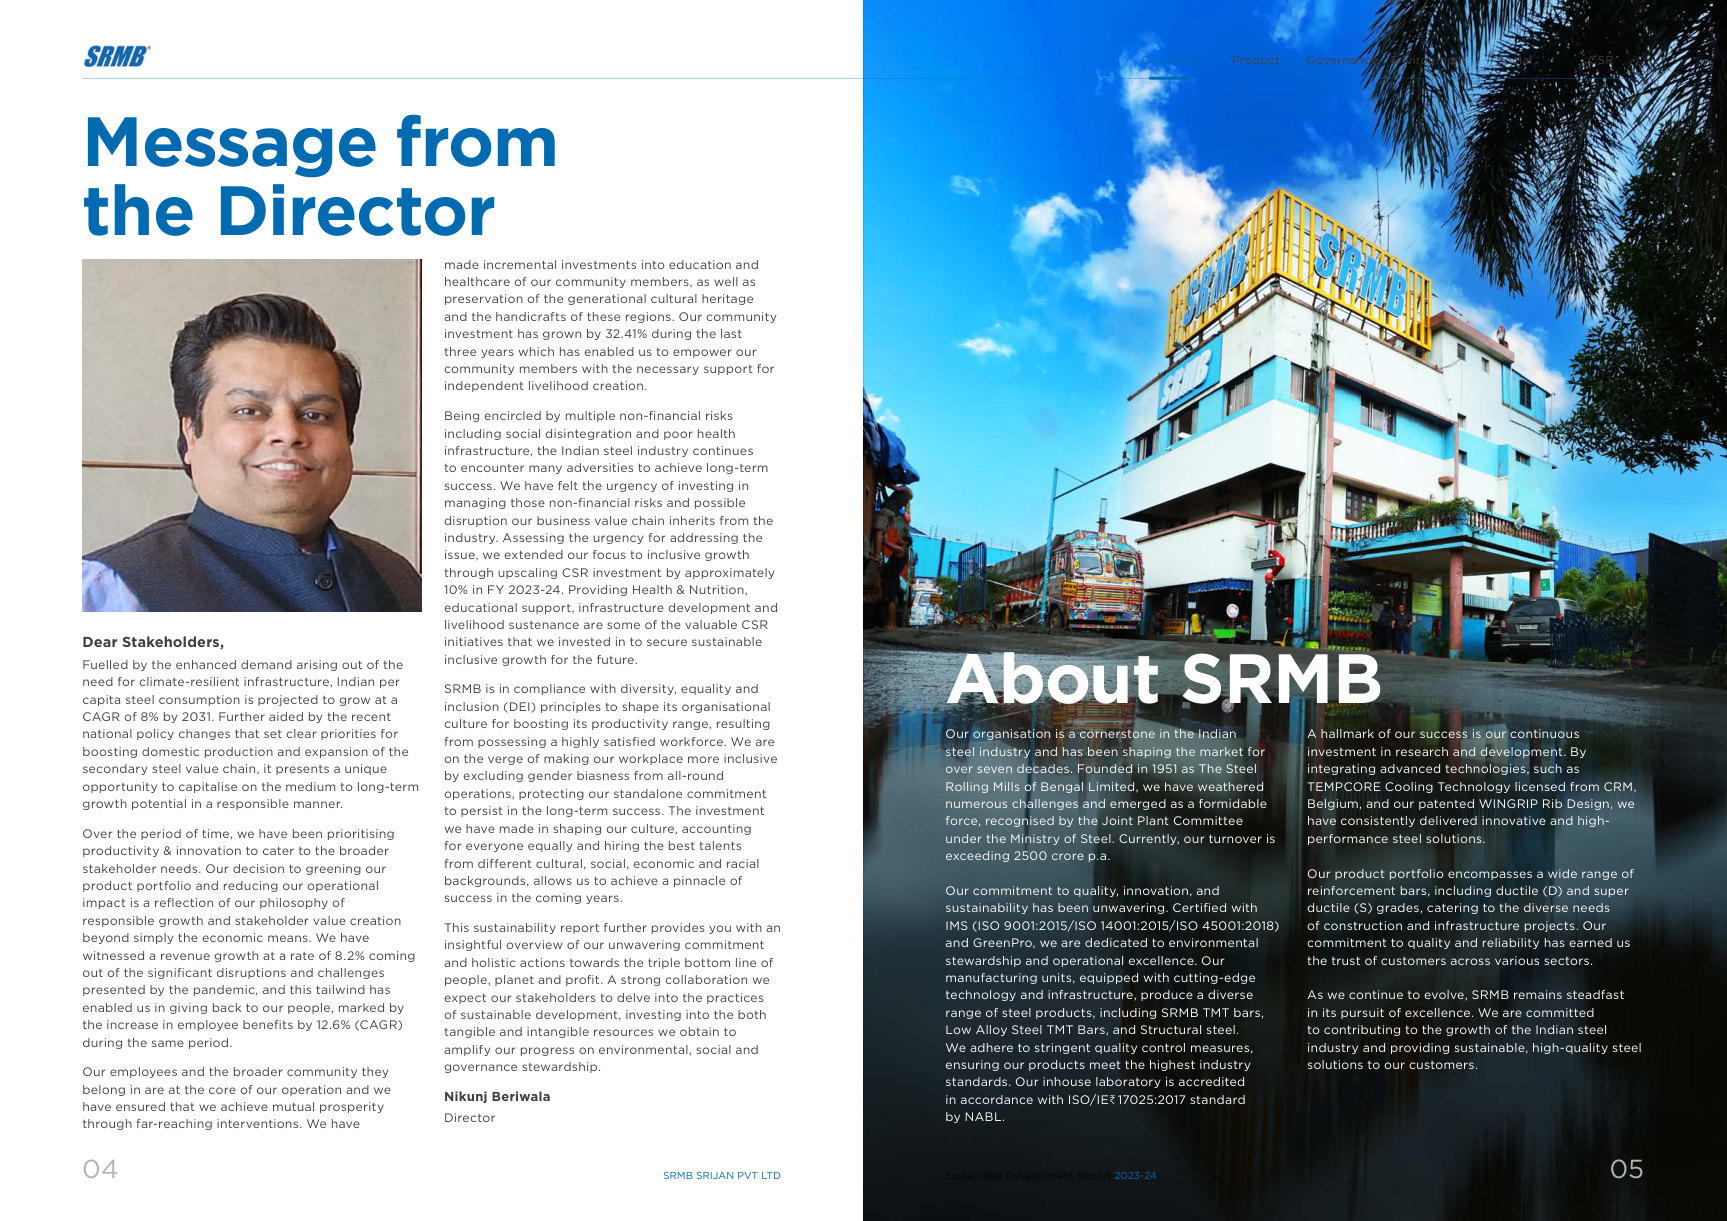 SRMB
Product
Governance
CSR
Message from
the Director
Dear Stakeholders,
Fuelled by the enhanced demand arising out of the
need for climate-resilient infrastructure, Indian per
capita steel consumption is projected to grow at a
CAGR of 8% by 2031. Further aided by the recent
national policy changes that set clear priorities for
boosting domestic production and expansion of the
secondary steel value chain, it presents a unique
opportunity to capitalise on the medium to long-term
growth potential in a responsible manner.
Over the period of time, we have been prioritising
productivity & innovation to cater to the broader
stakeholder needs. Our decision to greening our
product portfolio and reducing our operational
impact is a reflection of our philosophy of
responsible growth and stakeholder value creation
beyond simply the economic means. We have
witnessed a revenue growth at a rate of 8.2% coming
out of the significant disruptions and challenges
presented by the pandemic, and this tailwind has
enabled us in giving back to our people, marked by
the increase in employee benefits by 12.6% (CAGR)
during the same period.
Our employees and the broader community they
belong in are at the core of our operation and we
have ensured that we achieve mutual prosperity
through far-reaching interventions. We have
made incremental investments into education and
healthcare of our community members, as well as
preservation of the generational cultural heritage
and the handicrafts of these regions. Our community
investment has grown by 32.41% during the last
three years which has enabled us to empower our
community members with the necessary support for
independent livelihood creation.
Being encircled by multiple non-financial risks
including social disintegration and poor health
infrastructure, the Indian steel industry continues
to encounter many adversities to achieve long-term
success. We have felt the urgency of investing in
managing those non-financial risks and possible
disruption our business value chain inherits from the
industry. Assessing the urgency for addressing the
issue, we extended our focus to inclusive growth
through upscaling CSR investment by approximately
10% in FY 2023-24. Providing Health & Nutrition,
educational support, infrastructure development and
livelihood sustenance are some of the valuable CSR
initiatives that we invested in to secure sustainable
inclusive growth for the future.
SRMB is in compliance with diversity, equality and
inclusion (DEI) principles to shape its organisational
culture for boosting its productivity range, resulting
from possessing a highly satisfied workforce. We are
on the verge of making our workplace more inclusive
by excluding gender biasness from all-round
operations, protecting our standalone commitment
to persist in the long-term success. The investment
we have made in shaping our culture, accounting
for everyone equally and hiring the best talents
from different cultural, social, economic and racial
backgrounds, allows us to achieve a pinnacle of
success in the coming years.
This sustainability report further provides you with an
insightful overview of our unwavering commitment
and holistic actions towards the triple bottom line of
people, planet and profit. A strong collaboration we
expect our stakeholders to delve into the practices
of sustainable development, investing into the both
tangible and intangible resources we obtain to
amplify our progress on environmental, social and
governance stewardship.
Nikunj Beriwala
Director
04
SRMB SRIJAN PVT LTD
SRMB
SRMB
SRMB
About SRMB
Our organisation is a cornerstone in the Indian
steel industry and has been shaping the market for
over seven decades. Founded in 1951 as The Steel
Rolling Mills of Bengal Limited, we have weathered
numerous challenges and emerged as a formidable
force, recognised by the Joint Plant Committee
under the Ministry of Steel. Currently, our turnover is
exceeding 2500 crore p.a.
Our commitment to quality, innovation, and
sustainability has been unwavering. Certified with
IMS (ISO 9001:2015/ISO 14001:2015/ISO 45001:2018)
and GreenPro, we are dedicated to environmental
stewardship and operational excellence. Our
manufacturing units, equipped with cutting-edge
technology and infrastructure, produce a diverse
range of steel products, including SRMB TMT bars,
Low Alloy Steel TMT Bars, and Structural steel.
We adhere to stringent quality control measures,
ensuring our products meet the highest industry
standards. Our inhouse laboratory is accredited
in accordance with ISO/IE₹17025:2017 standard
by NABL.
A hallmark of our success is our continuous
investment in research and development. By
integrating advanced technologies, such as
TEMPCORE Cooling Technology licensed from CRM,
Belgium, and our patented WINGRIP Rib Design, we
have consistently delivered innovative and high-
performance steel solutions.
Our product portfolio encompasses a wide range of
reinforcement bars, including ductile (D) and super
ductile (S) grades, catering to the diverse needs
of construction and infrastructure projects. Our
commitment to quality and reliability has earned us
the trust of customers across various sectors.
As we continue to evolve, SRMB remains steadfast
in its pursuit of excellence. We are committed
to contributing to the growth of the Indian steel
industry and providing sustainable, high-quality steel
solutions to our customers.
Sustainable Development Report 2023-24
05